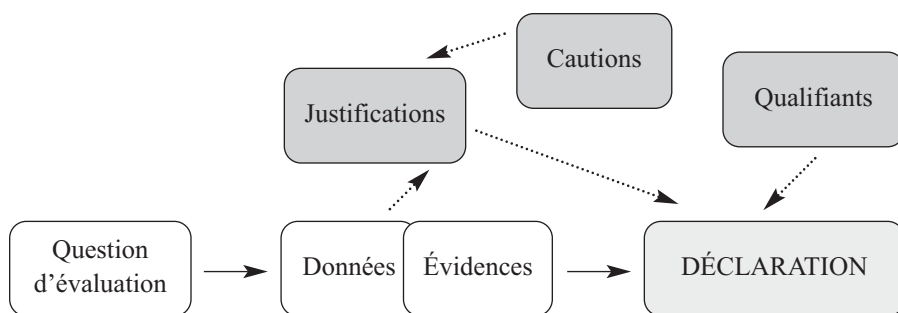 Cautions
Justifications
Qualifiants
Question
d’évaluation
Données
Évidences
DÉCLARATION